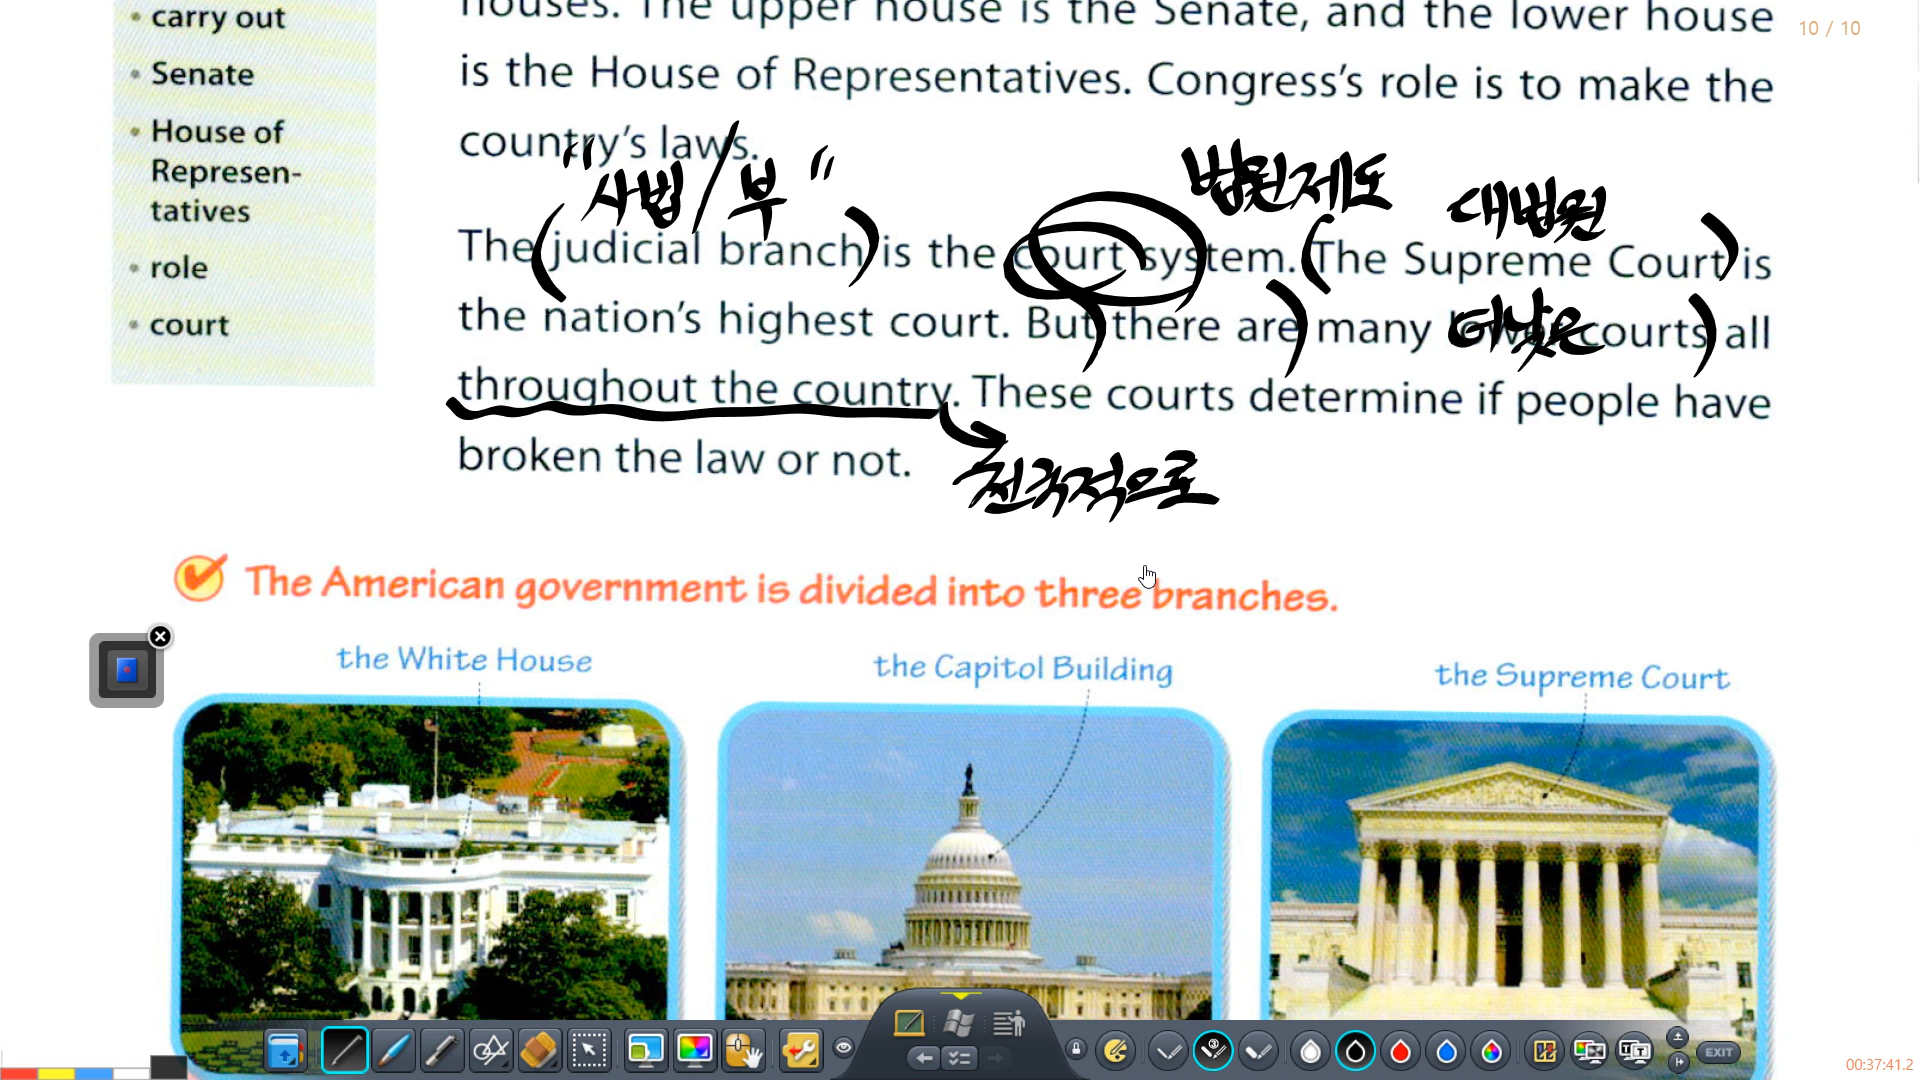 • carry out
• Senate
• House of
Represen-
tatives
• role
• court
houses. The upper house is the Senate, and the lower house
is the House of Representatives. Congress's role is to make the
country's laws.
"사법/부"
법원제도
대법원
The (judicial branch) is the court system. (The Supreme Court) is
the nation's highest court. But) there are) many lower courts) all
더낮은
throughout the country. These courts determine if people have
broken the law or not.
전국적으로
The American government is divided into three branches.
the White House
the Capitol Building
the Supreme Court
10 / 10
EXIT
00:37:41.2